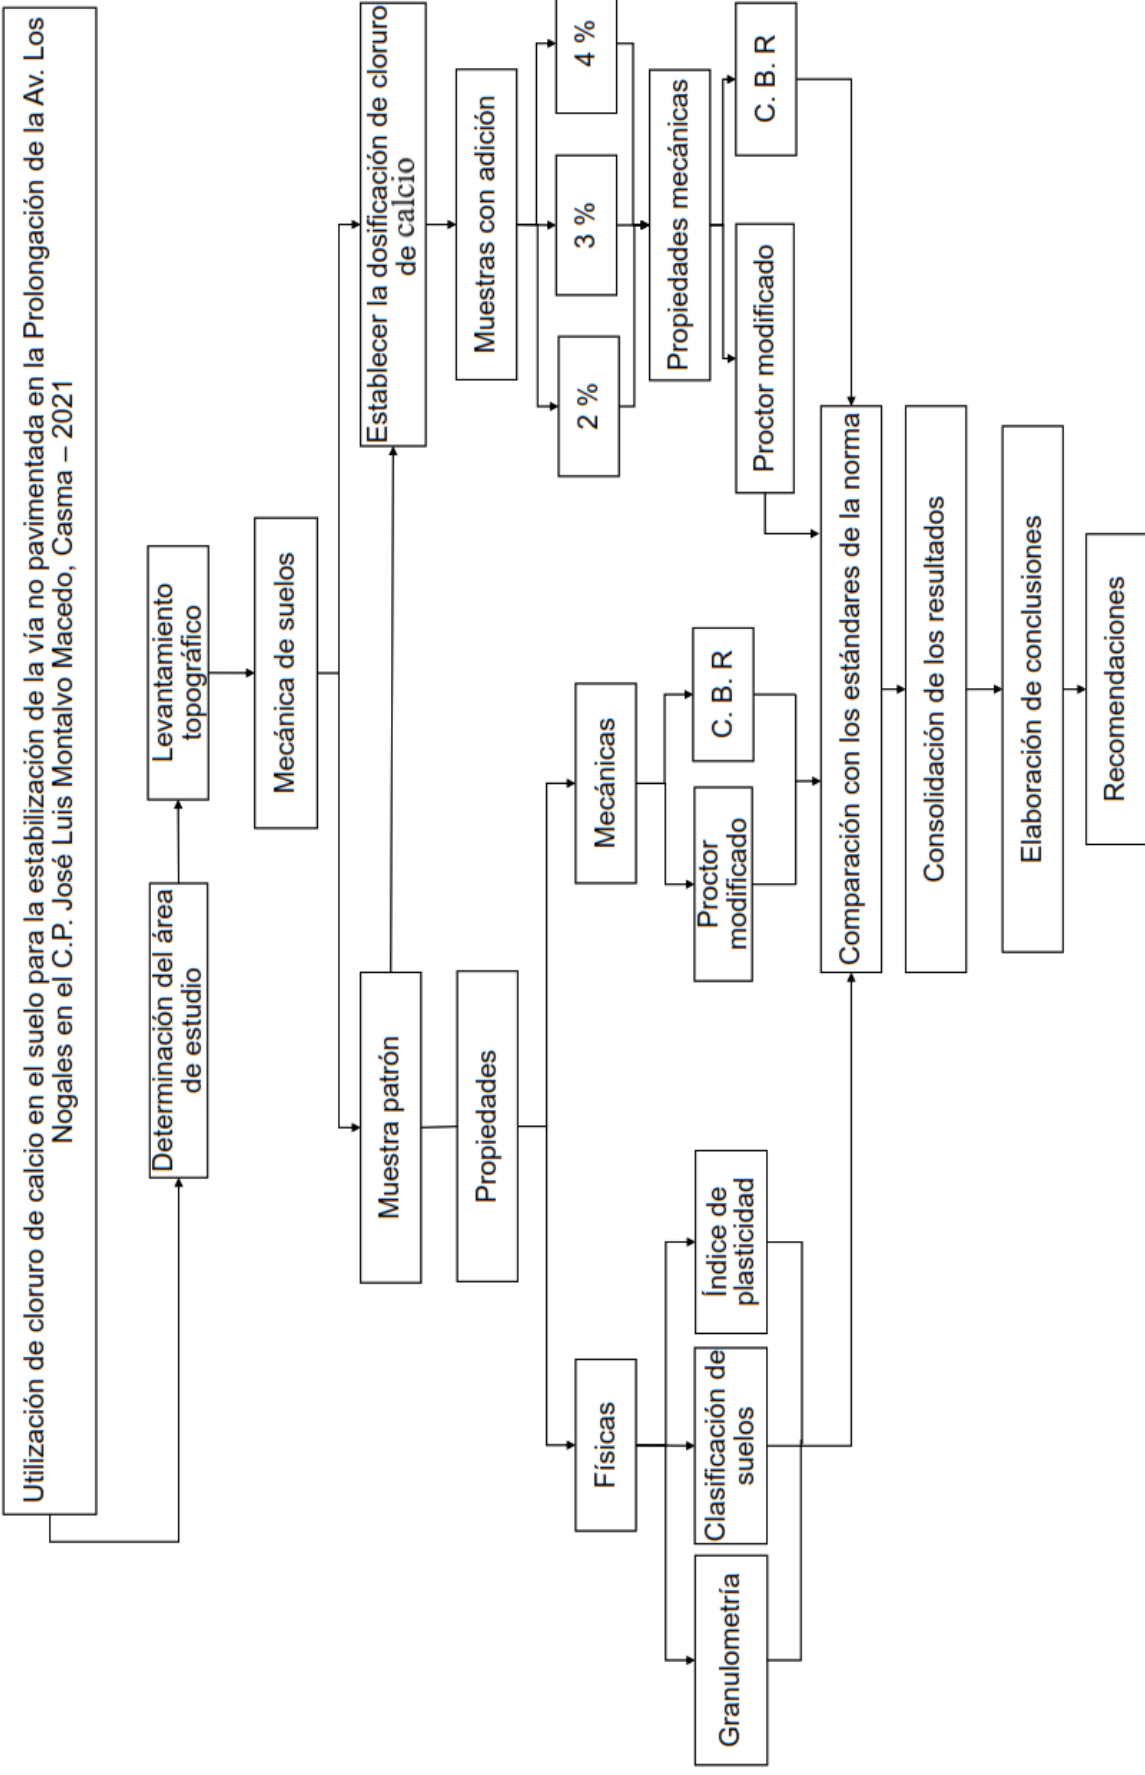 Utilización de cloruro de calcio en el suelo para la estabilización de la vía no pavimentada en la Prolongación de la Av. Los
Nogales en el C.P. José Luis Montalvo Macedo, Casma – 2021
Determinación del área
de estudio
Levantamiento
topográfico
Mecánica de suelos
Muestra patrón
Establecer la dosificación de cloruro
de calcio
Propiedades
Muestras con adición
Físicas
Mecánicas
2 %
3 %
4 %
Propiedades mecánicas
Granulometría
Clasificación de
suelos
Índice de
plasticidad
Proctor
modificado
C. B. R
Proctor modificado
C. B. R
Comparación con los estándares de la norma
Consolidación de los resultados
Elaboración de conclusiones
Recomendaciones